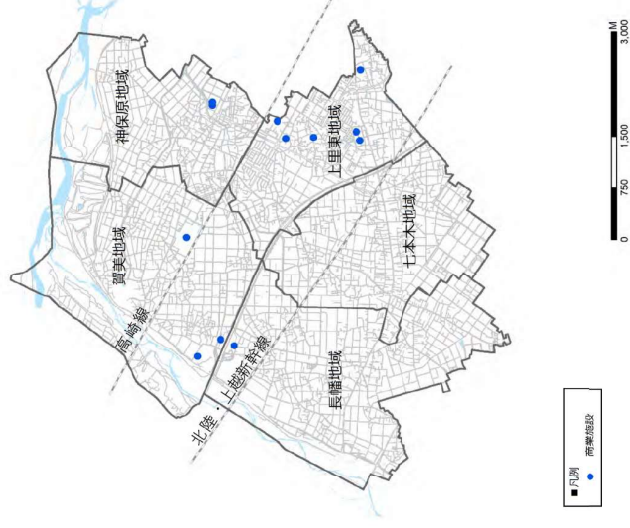 神保原地域
賀美地域
高崎線
上里東地域
七本木地域
北陸・上越新幹線
長幡地域
■凡例
商業施設
0 750 1,500 3,000
M